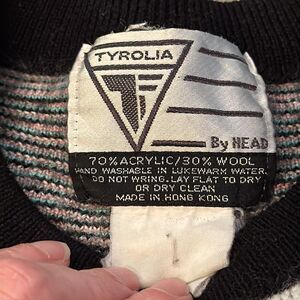 TYROLIA
By HEAD
70% ACRYLIC/30% WOOL
HAND WASHABLE IN LUKEWARM WATER.
DO NOT WRING. LAY FLAT TO DRY
OR DRY CLEAN
MADE IN HONG KONG